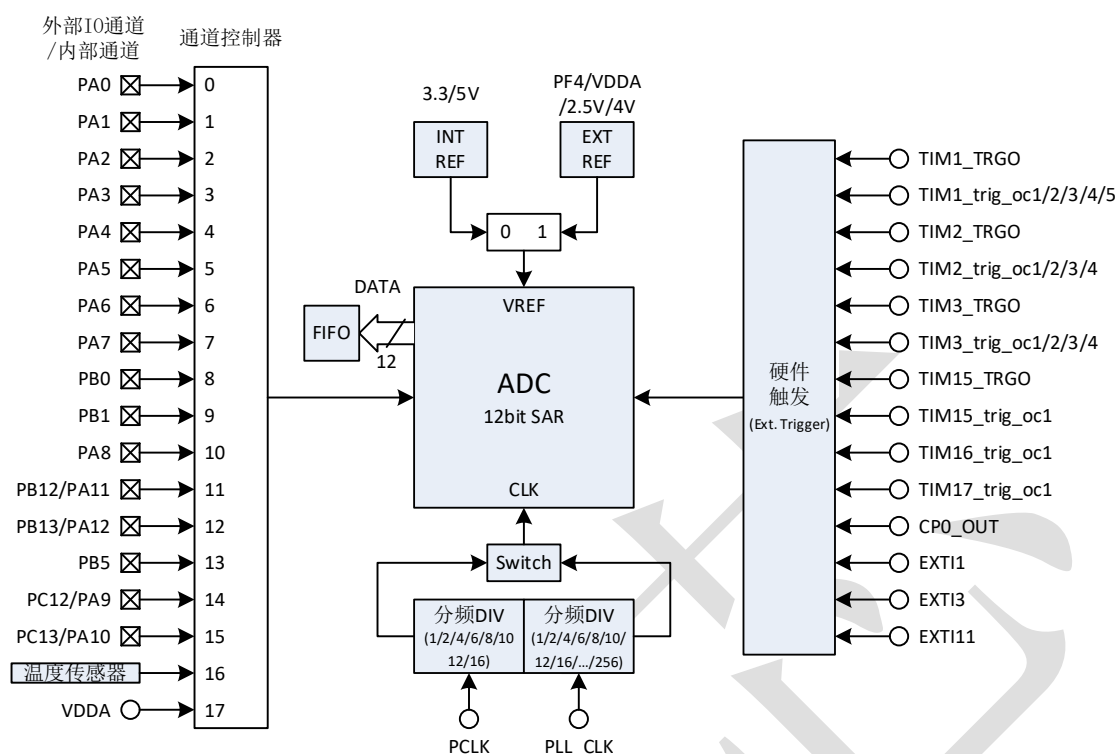 外部IO通道
/内部通道
通道控制器
PA0
0
PA1
1
PA2
2
PA3
3
PA4
4
PA5
5
PA6
6
PA7
7
PB0
8
PB1
9
PA8
10
PB12/PA11
11
PB13/PA12
12
PB5
13
PC12/PA9
14
PC13/PA10
15
温度传感器
16
VDDA
17
3.3/5V
INT
REF
PF4/VDDA
/2.5V/4V
EXT
REF
0 1
DATA
FIFO
12
VREF
ADC
12bit SAR
CLK
Switch
分频DIV
(1/2/4/6/8/10
12/16)
分频DIV
(1/2/4/6/8/10/
12/16/.../256)
PCLK
PLL_CLK
硬件
触发
(Ext. Trigger)
TIM1_TRGO
TIM1_trig_oc1/2/3/4/5
TIM2_TRGO
TIM2_trig_oc1/2/3/4
TIM3_TRGO
TIM3_trig_oc1/2/3/4
TIM15_TRGO
TIM15_trig_oc1
TIM16_trig_oc1
TIM17_trig_oc1
CP0_OUT
EXTI1
EXTI3
EXTI11